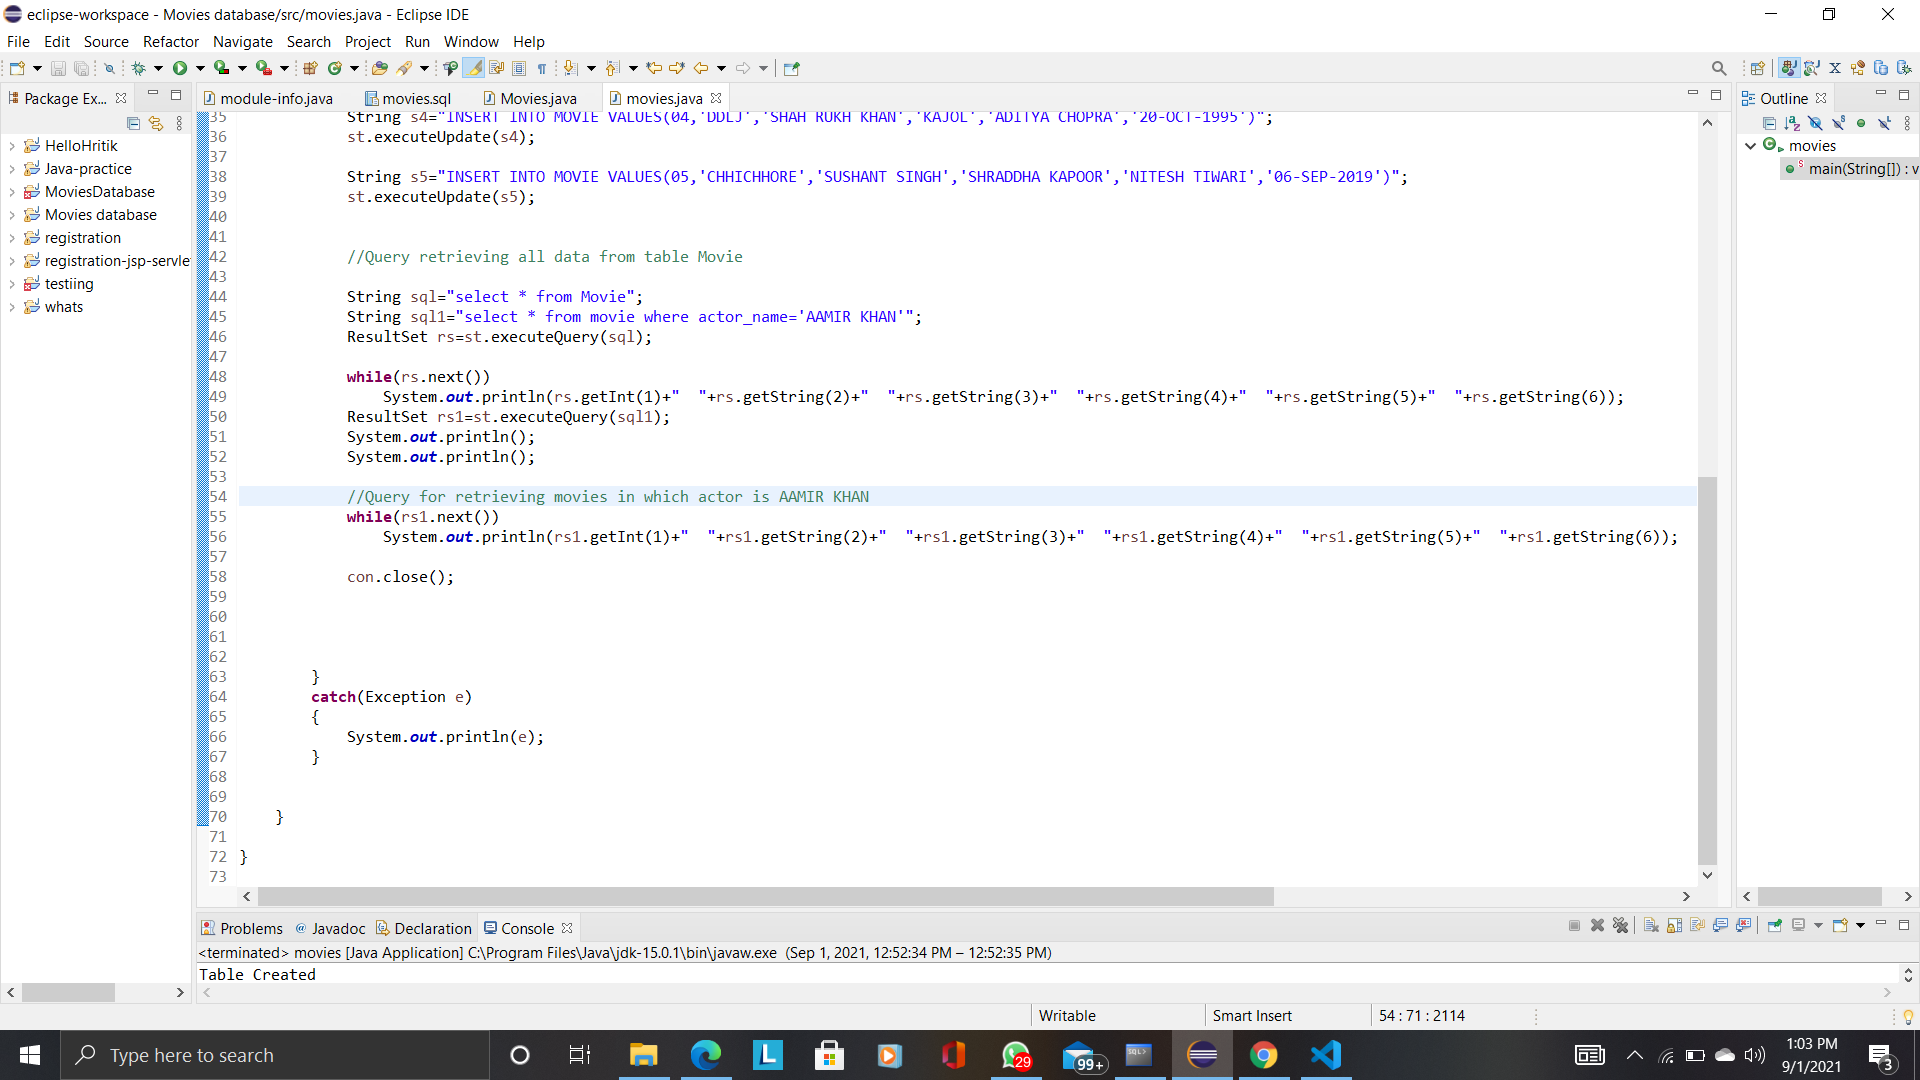 eclipse-workspace - Movies database/src/movies.java - Eclipse IDE
File Edit Source Refactor Navigate Search Project Run Window Help
Package Ex...
module-info.java movies.sql Movies.java movies.java
Outline
HelloHritik
Java-practice
MoviesDatabase
Movies database
registration
registration-jsp-servle
testiing
whats
35 String s4="INSERT INTO MOVIE VALUES(04,'DDLJ','SHAH RUKH KHAN','KAJOL','ADITYA CHOPRA','20-OCT-1995')";
36 st.executeUpdate(s4);
37
38 String s5="INSERT INTO MOVIE VALUES(05,'CHHICHHORE','SUSHANT SINGH','SHRADDHA KAPOOR','NITESH TIWARI','06-SEP-2019')";
39 st.executeUpdate(s5);
40
41
42 //Query retrieving all data from table Movie
43
44 String sql="select * from Movie";
45 String sql1="select * from movie where actor_name='AAMIR KHAN'";
46 ResultSet rs=st.executeQuery(sql);
47
48 while(rs.next())
49 System.out.println(rs.getInt(1)+"  "+rs.getString(2)+"  "+rs.getString(3)+"  "+rs.getString(4)+"  "+rs.getString(5)+"  "+rs.getString(6));
50 ResultSet rs1=st.executeQuery(sql1);
51 System.out.println();
52 System.out.println();
53
54 //Query for retrieving movies in which actor is AAMIR KHAN
55 while(rs1.next())
56 System.out.println(rs1.getInt(1)+"  "+rs1.getString(2)+"  "+rs1.getString(3)+"  "+rs1.getString(4)+"  "+rs1.getString(5)+"  "+rs1.getString(6));
57
58 con.close();
59
60
61
62
63 }
64 catch(Exception e)
65 {
66 System.out.println(e);
67 }
68
69
70 }
71
72 }
73
movies
main(String[]) : v
Problems Javadoc Declaration Console
<terminated> movies [Java Application] C:\Program Files\Java\jdk-15.0.1\bin\javaw.exe (Sep 1, 2021, 12:52:34 PM – 12:52:35 PM)
Table Created
Writable Smart Insert 54 : 71 : 2114
Type here to search
29
99+
SQL>
1:03 PM
9/1/2021
3